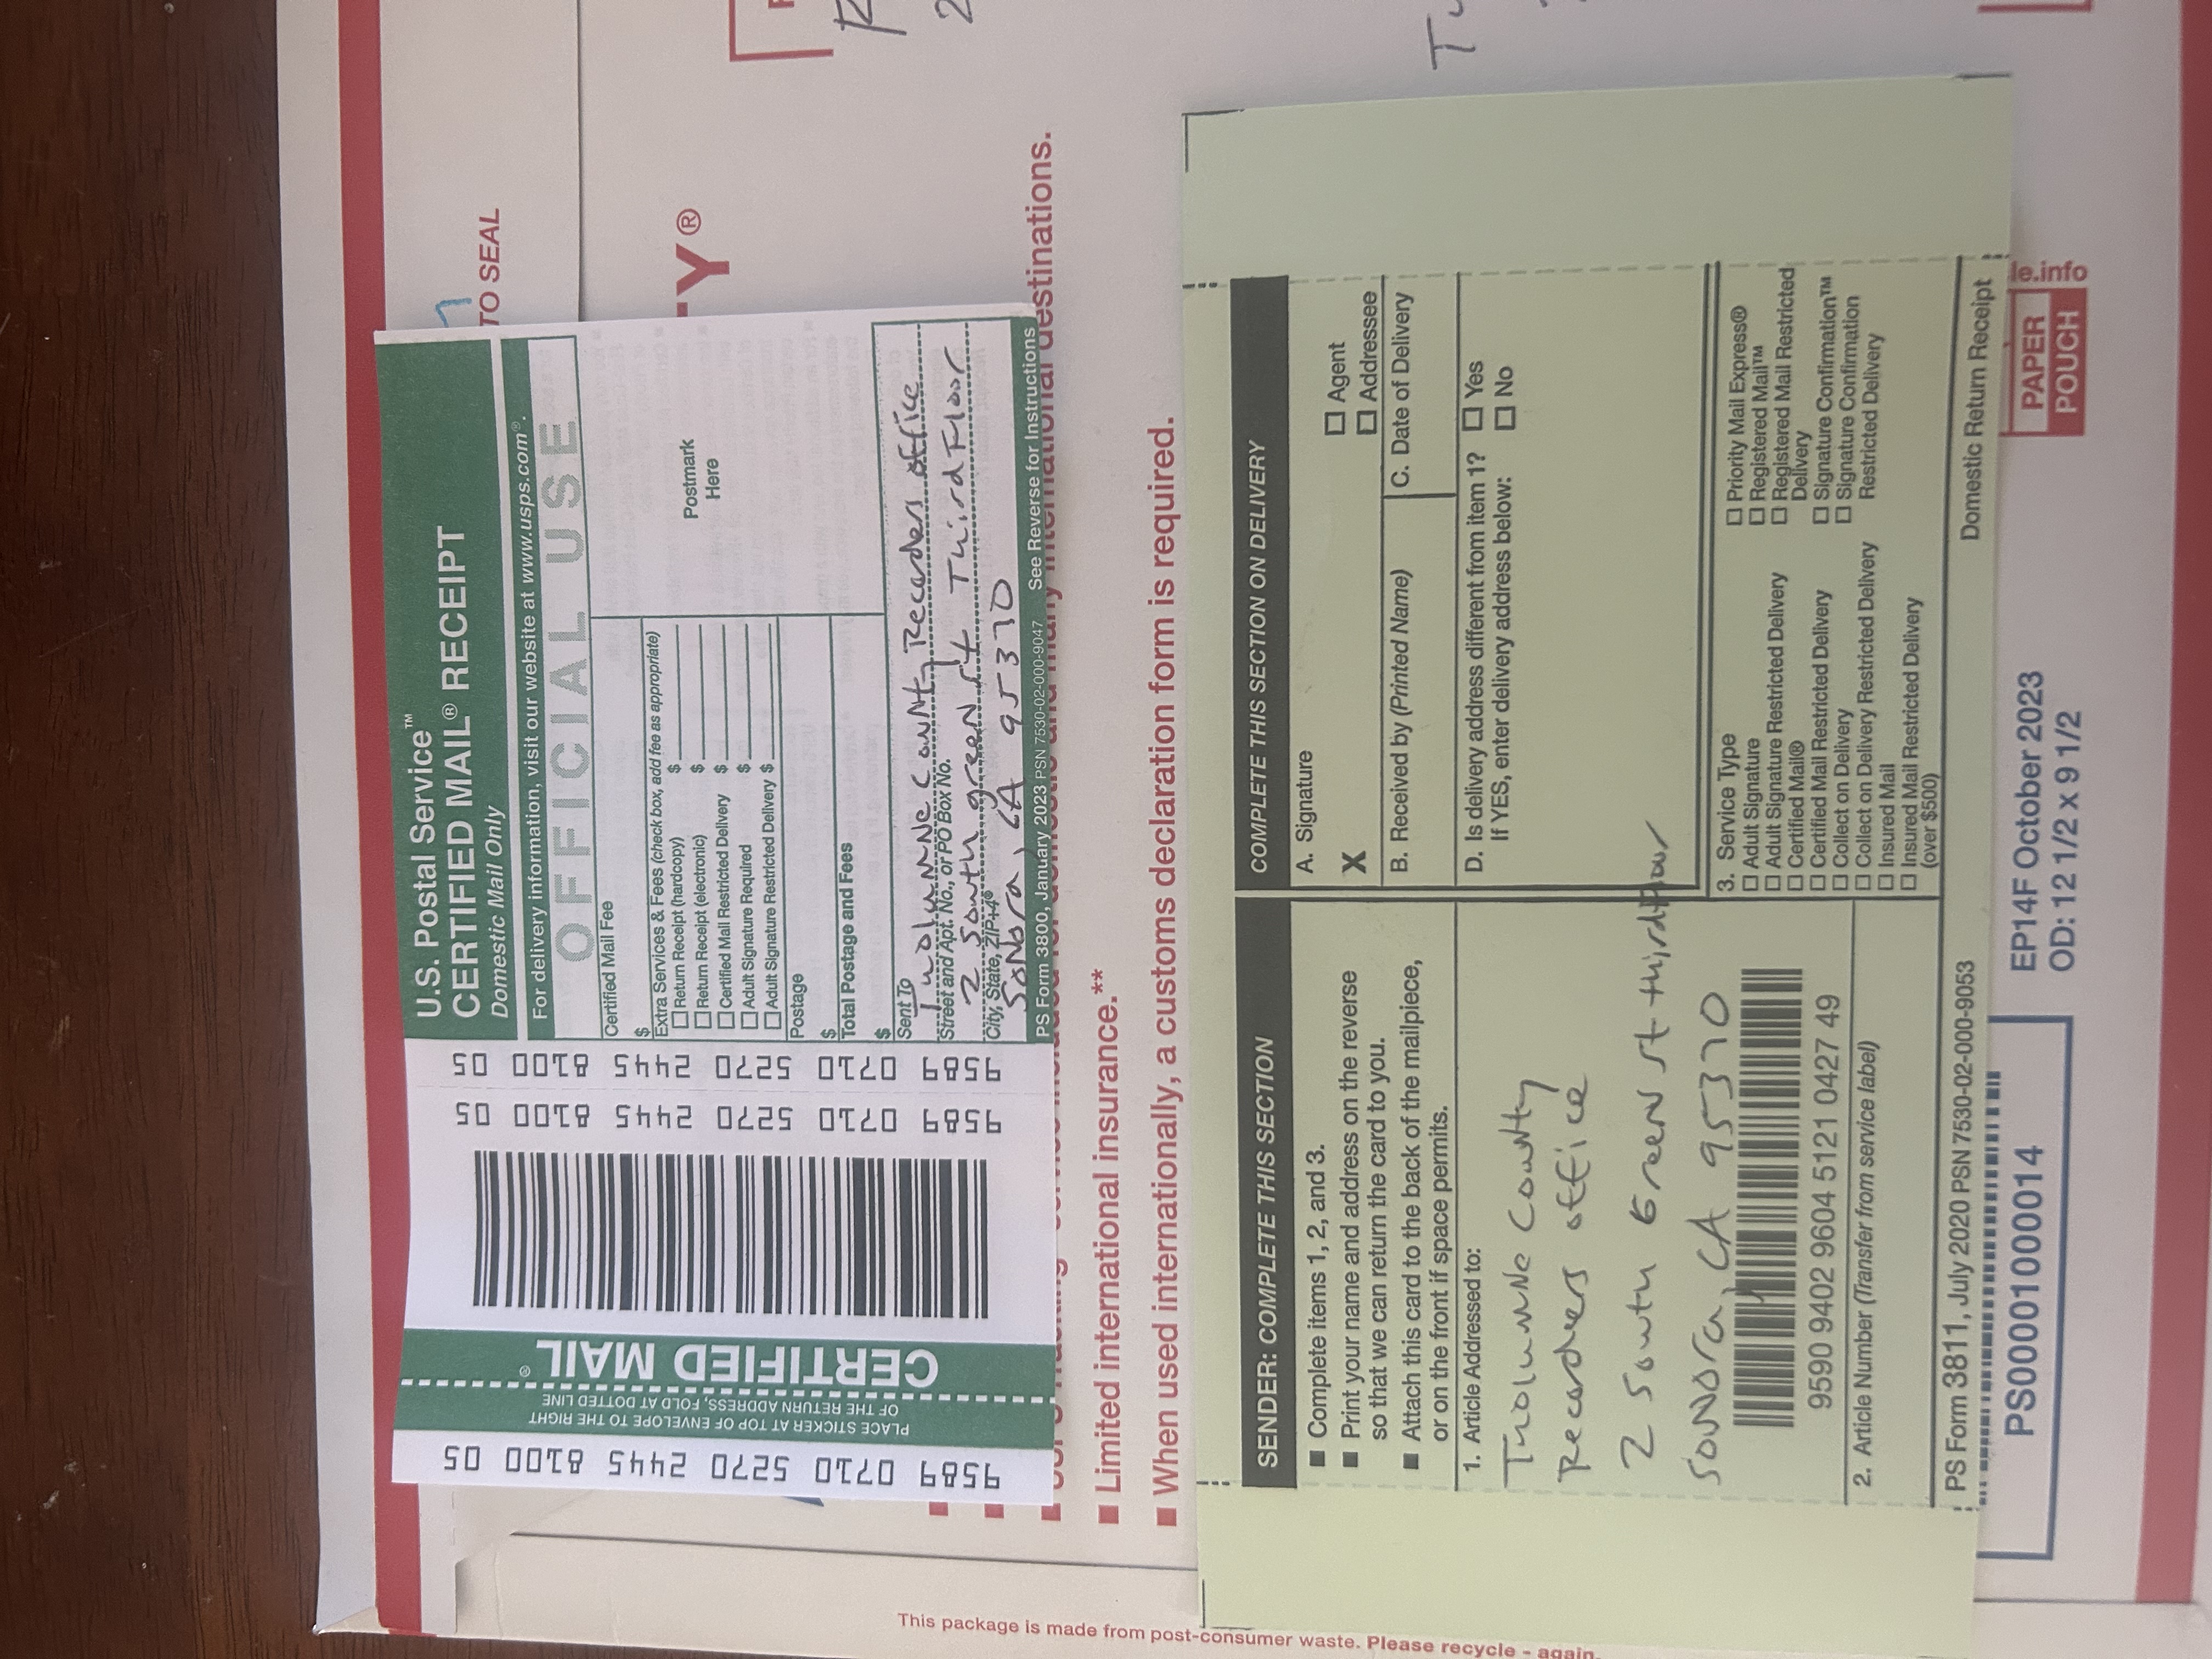 9589 0710 5270 2445 8100 05
PLACE STICKER AT TOP OF ENVELOPE TO THE RIGHT
OF THE RETURN ADDRESS, FOLD AT DOTTED LINE
CERTIFIED MAIL®
9589 0710 5270 2445 8100 05
9589 0710 5270 2445 8100 05
U.S. Postal Service™
CERTIFIED MAIL® RECEIPT
Domestic Mail Only
For delivery information, visit our website at www.usps.com®.
OFFICIAL USE
Certified Mail Fee
$
Extra Services & Fees (check box, add fee as appropriate)
Return Receipt (hardcopy) $
Return Receipt (electronic) $
Certified Mail Restricted Delivery $
Adult Signature Required $
Adult Signature Restricted Delivery $
Postage
$
Total Postage and Fees
$
Postmark
Here
Sent To
Tuolumne County Recorders office
Street and Apt. No., or PO Box No.
2 South green st Third Floor
City, State, ZIP+4®
Sonora, CA 95370
PS Form 3800, January 2023 PSN 7530-02-000-9047 See Reverse for Instructions
TO SEAL
TY®
destinations.
■ Limited international insurance.**
■ When used internationally, a customs declaration form is required.
This package is made from post-consumer waste. Please recycle - again.
SENDER: COMPLETE THIS SECTION
■ Complete items 1, 2, and 3.
■ Print your name and address on the reverse
so that we can return the card to you.
■ Attach this card to the back of the mailpiece,
or on the front if space permits.
1. Article Addressed to:
Tuolumne County
Recorders office
2 South Green st third floor
Sonora, CA 95370
9590 9402 9604 5121 0427 49
2. Article Number (Transfer from service label)
COMPLETE THIS SECTION ON DELIVERY
A. Signature
X
Agent
Addressee
B. Received by (Printed Name)
C. Date of Delivery
D. Is delivery address different from item 1? Yes
If YES, enter delivery address below: No
3. Service Type
Adult Signature
Adult Signature Restricted Delivery
Certified Mail®
Certified Mail Restricted Delivery
Collect on Delivery
Collect on Delivery Restricted Delivery
Insured Mail
Insured Mail Restricted Delivery
(over $500)
Priority Mail Express®
Registered Mail™
Registered Mail Restricted
Delivery
Signature Confirmation™
Signature Confirmation
Restricted Delivery
PS Form 3811, July 2020 PSN 7530-02-000-9053
Domestic Return Receipt
PS00001000014
EP14F October 2023
OD: 12 1/2 x 9 1/2
PAPER
POUCH
le.info